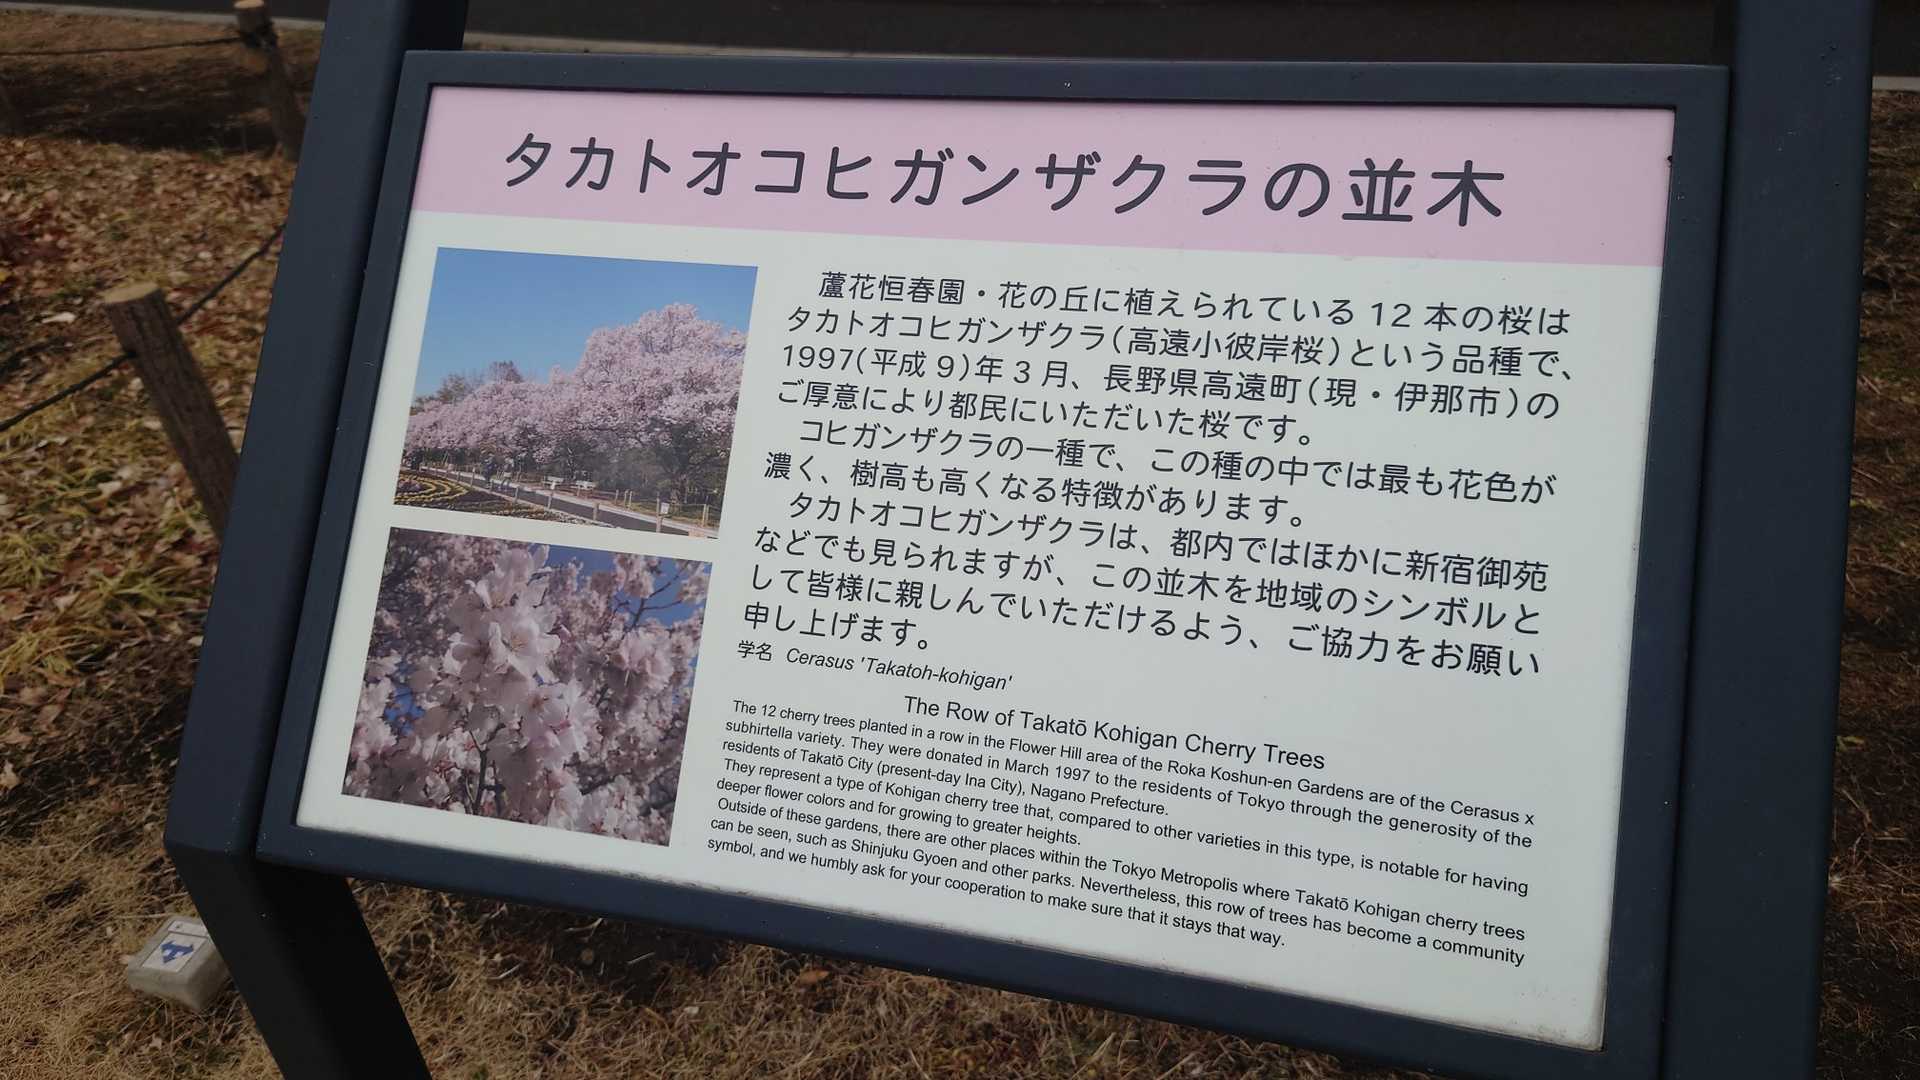 タカトオコヒガンザクラの並木
蘆花恒春園・花の丘に植えられている 12 本の桜は
タカトオコヒガンザクラ(高遠小彼岸桜)という品種で、
1997(平成 9)年 3 月、長野県高遠町(現・伊那市)の
ご厚意により都民にいただいた桜です。
コヒガンザクラの一種で、この種の中では最も花色が
濃く、樹高も高くなる特徴があります。
タカトオコヒガンザクラは、都内ではほかに新宿御苑
などでも見られますが、この並木を地域のシンボルと
して皆様に親しんでいただけるよう、ご協力をお願い
申し上げます。
学名 Cerasus 'Takatoh-kohigan'
The Row of Takatō Kohigan Cherry Trees
The 12 cherry trees planted in a row in the Flower Hill area of the Roka Koshun-en Gardens are of the Cerasus x
subhirtella variety. They were donated in March 1997 to the residents of Tokyo through the generosity of the
residents of Takatō City (present-day Ina City), Nagano Prefecture.
They represent a type of Kohigan cherry tree that, compared to other varieties in this type, is notable for having
deeper flower colors and for growing to greater heights.
Outside of these gardens, there are other places within the Tokyo Metropolis where Takatō Kohigan cherry trees
can be seen, such as Shinjuku Gyoen and other parks. Nevertheless, this row of trees has become a community
symbol, and we humbly ask for your cooperation to make sure that it stays that way.